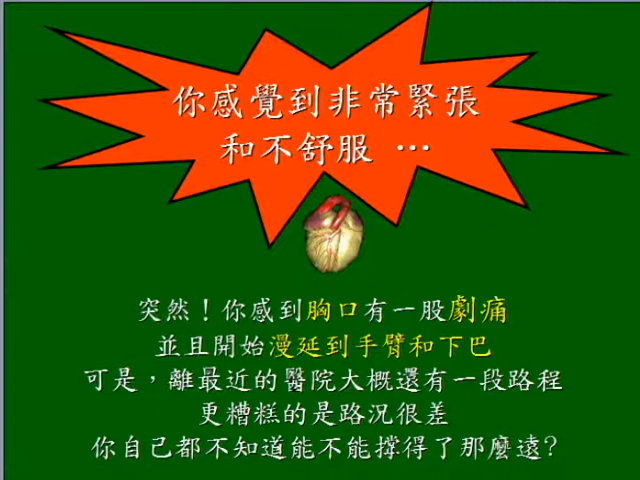 你感覺到非常緊張
和不舒服 …
突然！你感到胸口有一股劇痛
並且開始漫延到手臂和下巴
可是，離最近的醫院大概還有一段路程
更糟糕的是路況很差
你自己都不知道能不能撐得了那麼遠?